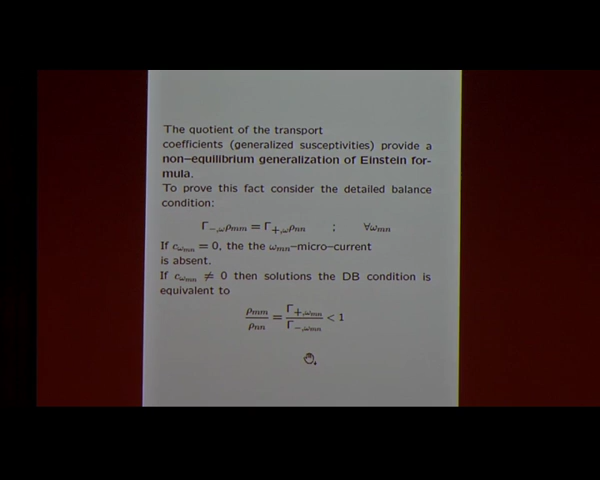 The quotient of the transport
coefficients (generalized susceptivities) provide a
non−equilibrium generalization of Einstein for-
mula.
To prove this fact consider the detailed balance
condition:
Γ₋,ω ρmm = Γ₊,ω ρnn ; ∀ωmn
If cωmn = 0, the the ωmn−micro−current
is absent.
If cωmn ≠ 0 then solutions the DB condition is
equivalent to
ρmm/ρnn = Γ₊,ωmn/Γ₋,ωmn < 1